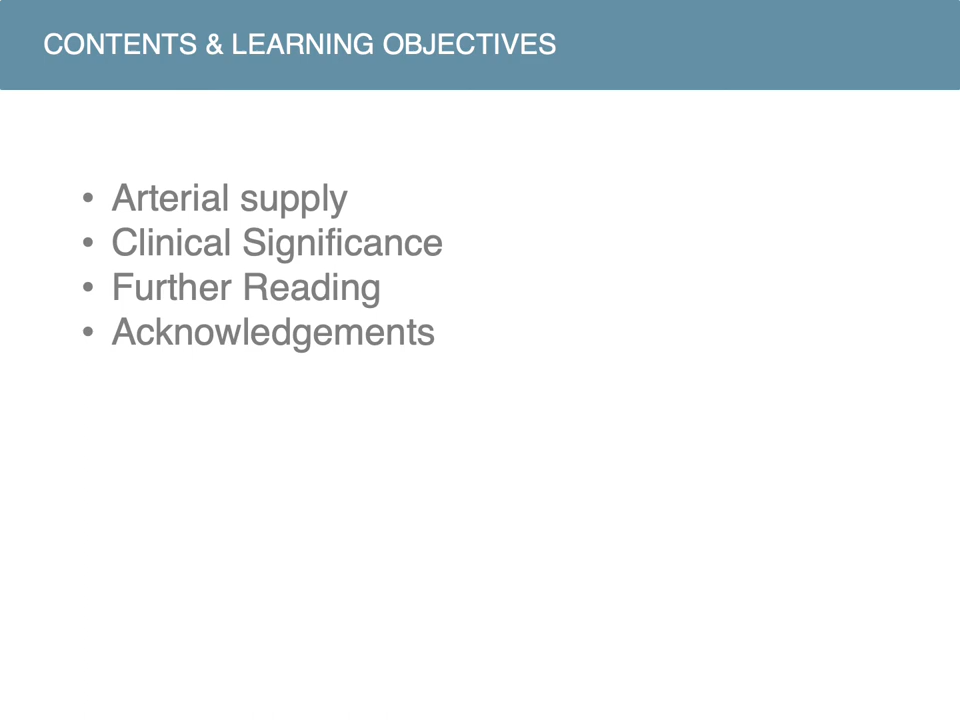 CONTENTS & LEARNING OBJECTIVES
• Arterial supply
• Clinical Significance
• Further Reading
• Acknowledgements